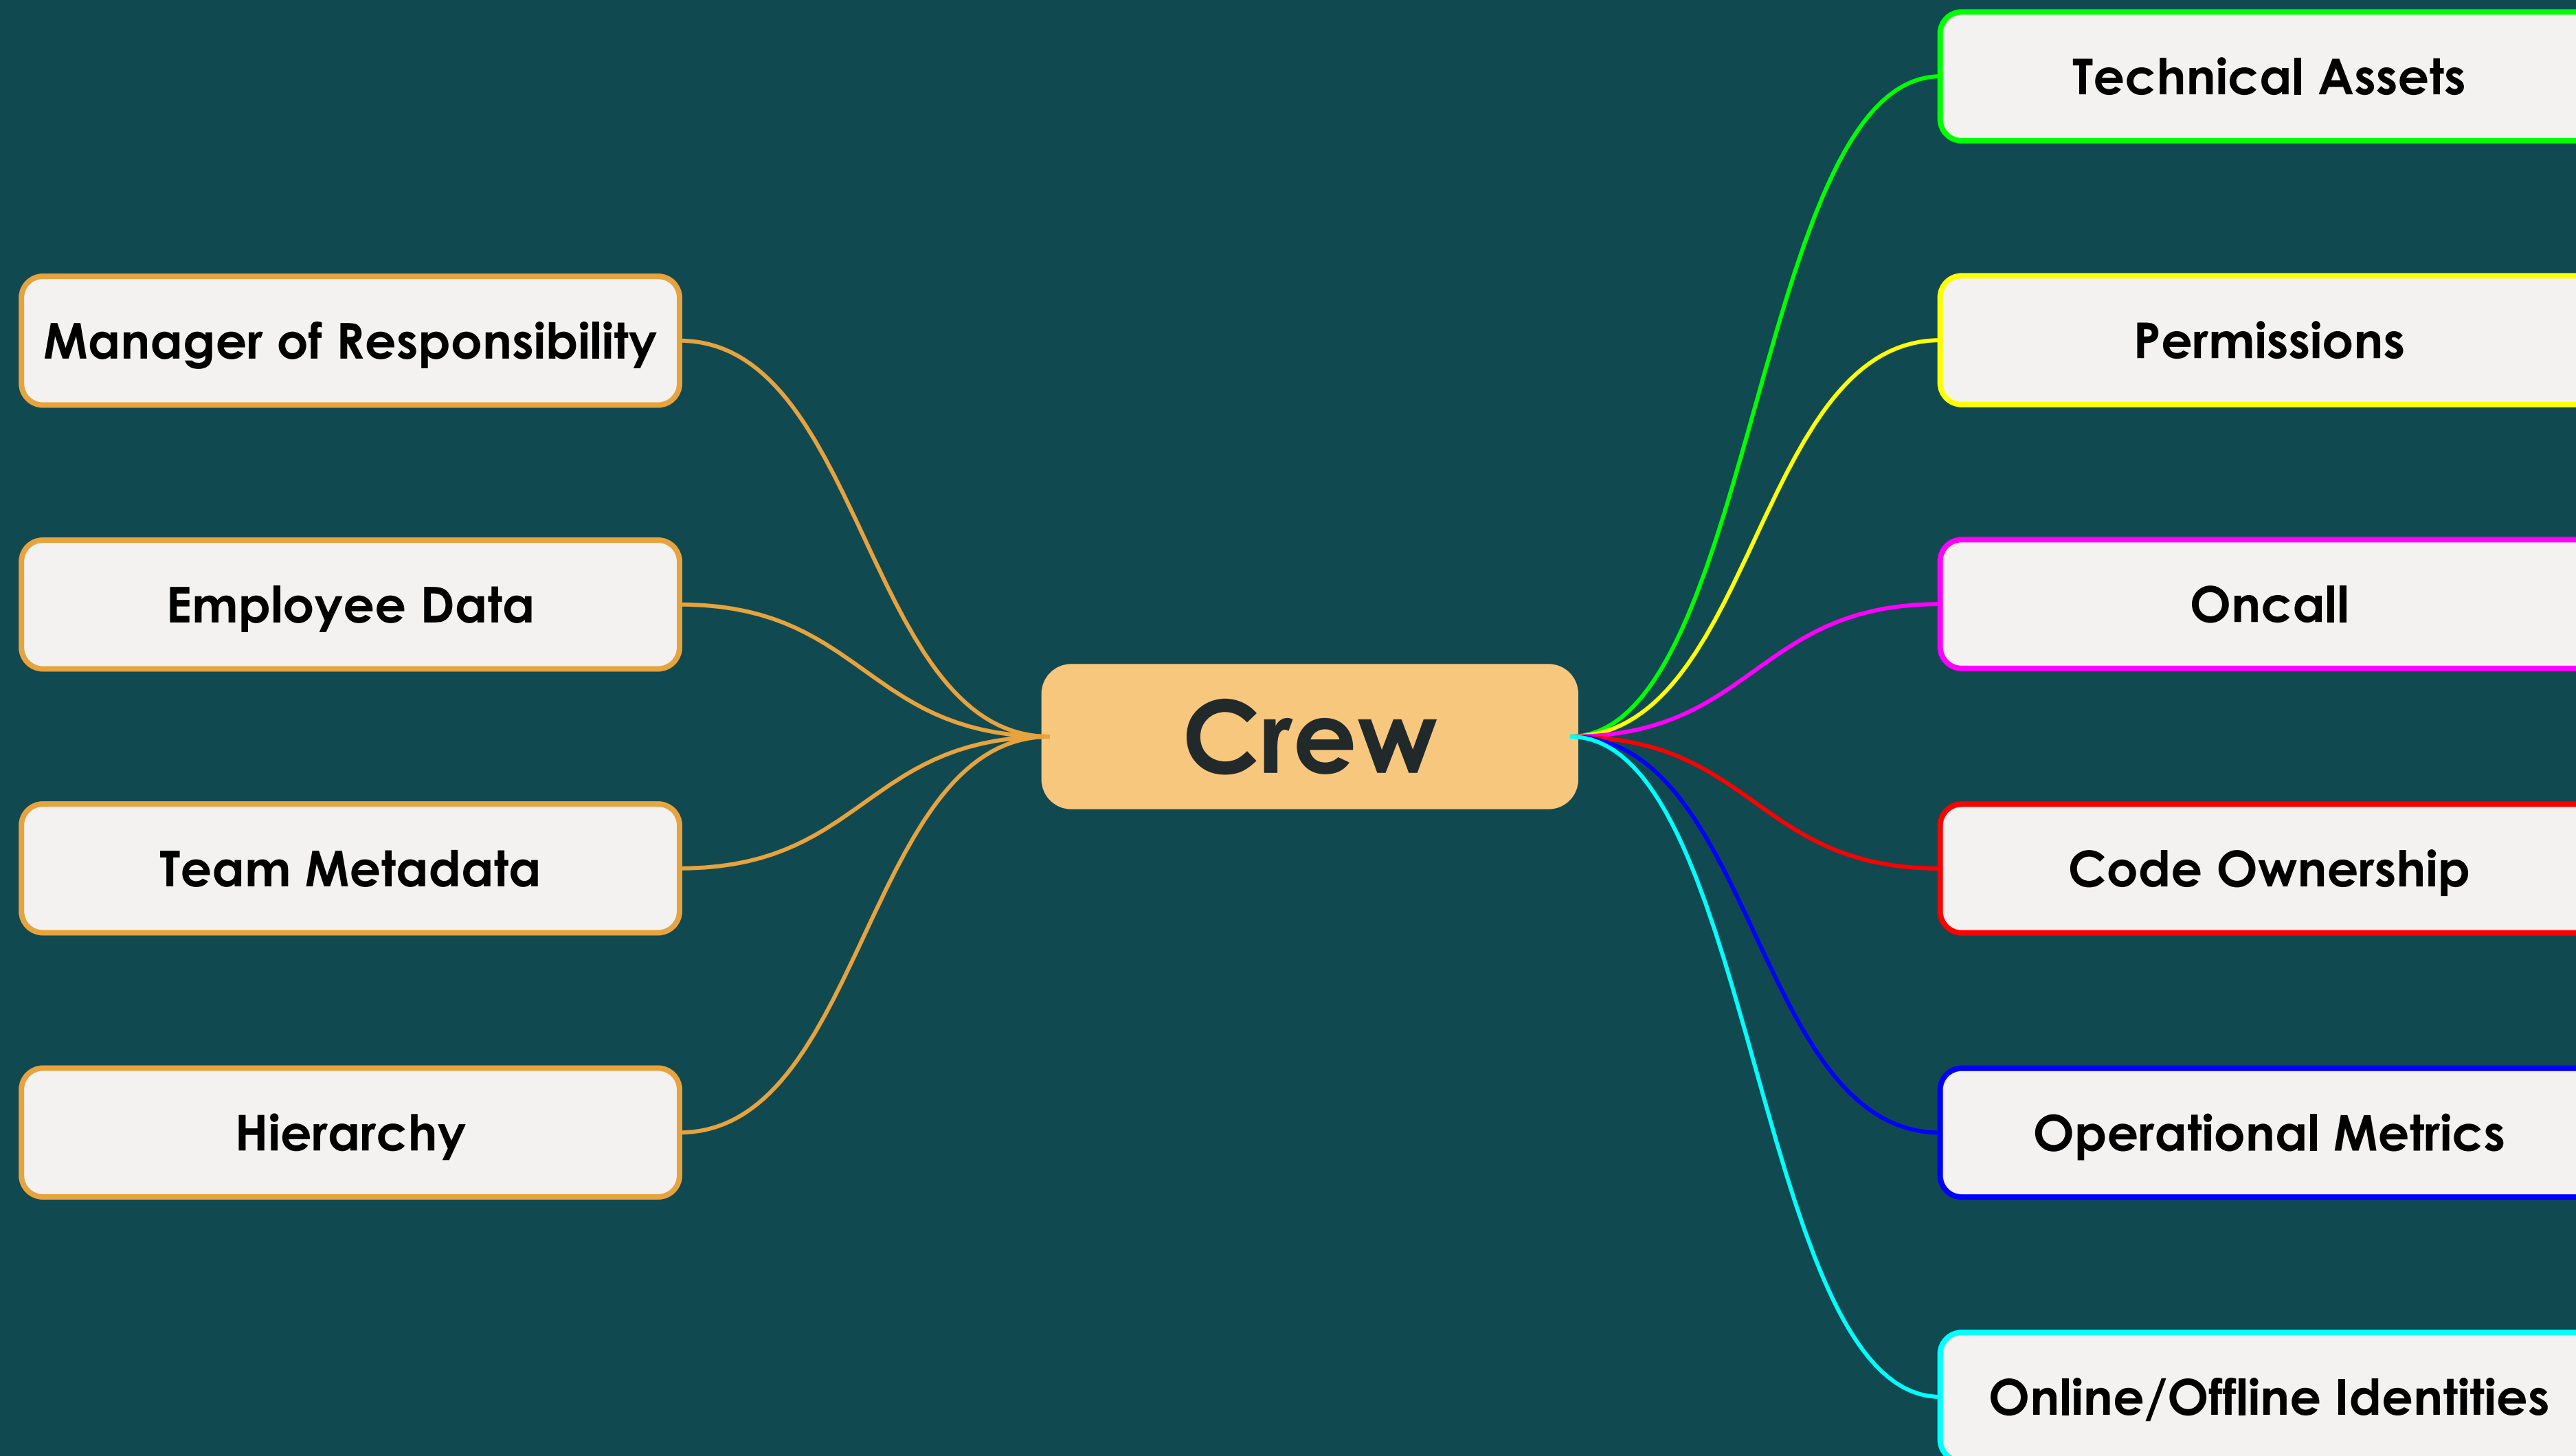 Manager of Responsibility
Employee Data
Team Metadata
Hierarchy
Crew
Technical Assets
Permissions
Oncall
Code Ownership
Operational Metrics
Online/Offline Identities